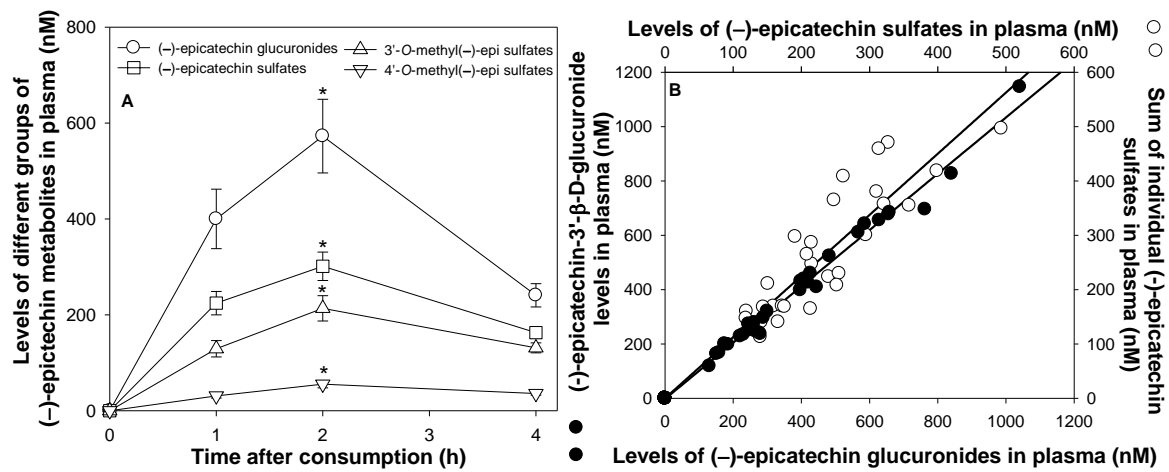 Levels of different groups of
(–)-epictechin metabolites in plasma (nM)
800
600
400
200
0
(–)-epicatechin glucuronides
(–)-epicatechin sulfates
3'-O-methyl(–)-epi sulfates
4'-O-methyl(–)-epi sulfates
A
*
*
*
*
0 1 2 3 4
Time after consumption (h)
Levels of (–)-epicatechin sulfates in plasma (nM)
0 100 200 300 400 500 600
B
(-)-epicatechin-3'-β-D-glucuronide
levels in plasma (nM)
1200
1000
800
600
400
200
0
600
500
400
300
200
100
0
Sum of individual (-)-epicatechin
sulfates in plasma (nM)
0 200 400 600 800 1000 1200
Levels of (–)-epicatechin glucuronides in plasma (nM)